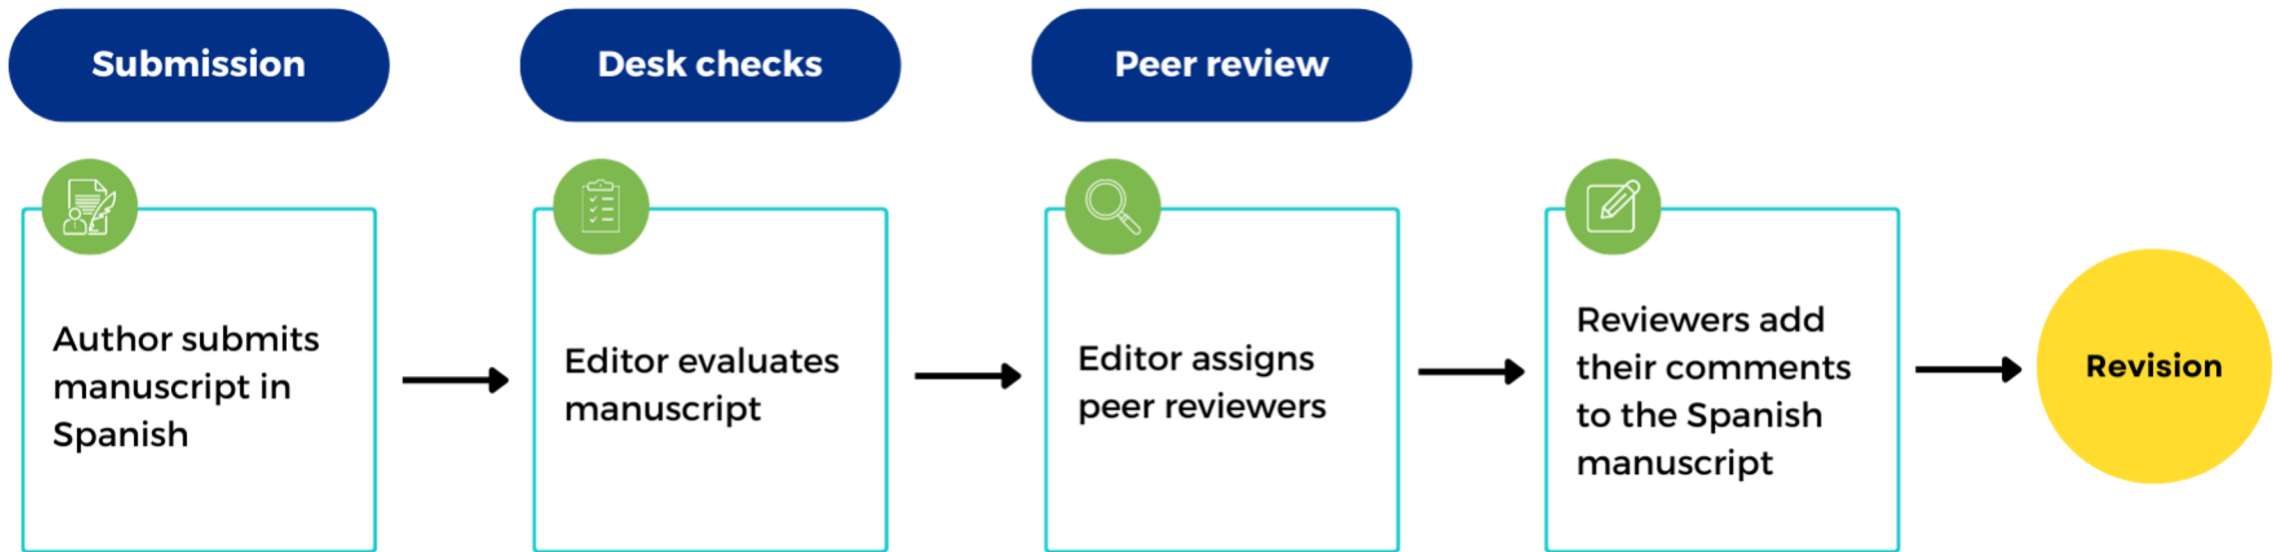 Submission
Desk checks
Peer review
Author submits
manuscript in
Spanish
Editor evaluates
manuscript
Editor assigns
peer reviewers
Reviewers add
their comments
to the Spanish
manuscript
Revision